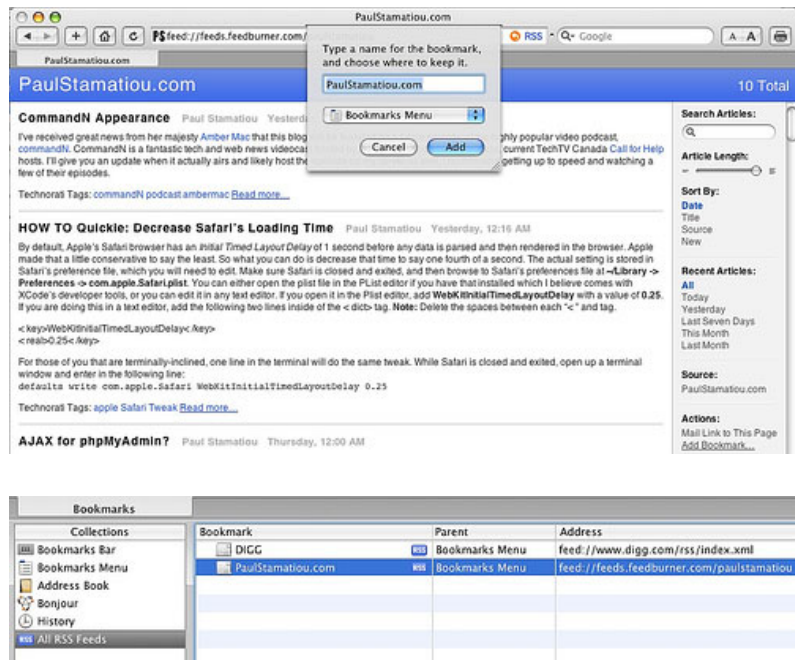 PaulStamatiou.com
feed://feeds.feedburner.com/
RSS
Google
A A
PaulStamatiou.com
Type a name for the bookmark,
and choose where to keep it.
PaulStamatiou.com
Bookmarks Menu
Cancel
Add
PaulStamatiou.com
10 Total
CommandN Appearance Paul Stamatiou
I've received great news from her majesty Amber Mac that this blog
highly popular video podcast,
commandN. CommandN is a fantastic tech and web news videocas
current TechTV Canada Call for Help
hosts. I'll give you an update when it actually airs and likely host the
getting up to speed and watching a
few of their episodes.
Technorati Tags: commandN podcast ambermac Read more...
HOW TO Quickie: Decrease Safari's Loading Time Paul Stamatiou Yesterday, 12:16 AM
By default, Apple's Safari browser has an Initial Timed Layout Delay of 1 second before any data is parsed and then rendered in the browser. Apple
made that a little conservative to say the least. So what you can do is decrease that time to say one fourth of a second. The actual setting is stored in
Safari's preference file, which you will need to edit. Make sure Safari is closed and exited, and then browse to Safari's preferences file at ~/Library ->
Preferences -> com.apple.Safari.plist. You can either open the plist file in the PList editor if you have that installed which I believe comes with
XCode's developer tools, or you can edit it in any text editor. If you open it in the Plist editor, add WebKitInitialTimedLayoutDelay with a value of 0.25.
If you are doing this in a text editor, add the following two lines inside of the < dict> tag. Note: Delete the spaces between each "<" and tag.
< key>WebKitInitialTimedLayoutDelay< /key>
< real>0.25< /key>
For those of you that are terminally-inclined, one line in the terminal will do the same tweak. While Safari is closed and exited, open up a terminal
window and enter in the following line:
defaults write com.apple.Safari WebKitInitialTimedLayoutDelay 0.25
Technorati Tags: apple Safari Tweak Read more...
AJAX for phpMyAdmin? Paul Stamatiou Thursday, 12:00 AM
Search Articles:
Article Length:
Sort By:
Date
Title
Source
New
Recent Articles:
All
Today
Yesterday
Last Seven Days
This Month
Last Month
Source:
PaulStamatiou.com
Actions:
Mail Link to This Page
Add Bookmark...
Bookmarks
Collections
Bookmarks Bar
Bookmarks Menu
Address Book
Bonjour
History
RSS All RSS Feeds
Bookmark Parent Address
DIGG RSS Bookmarks Menu feed://www.digg.com/rss/index.xml
PaulStamatiou.com RSS Bookmarks Menu feed://feeds.feedburner.com/paulstamatiou